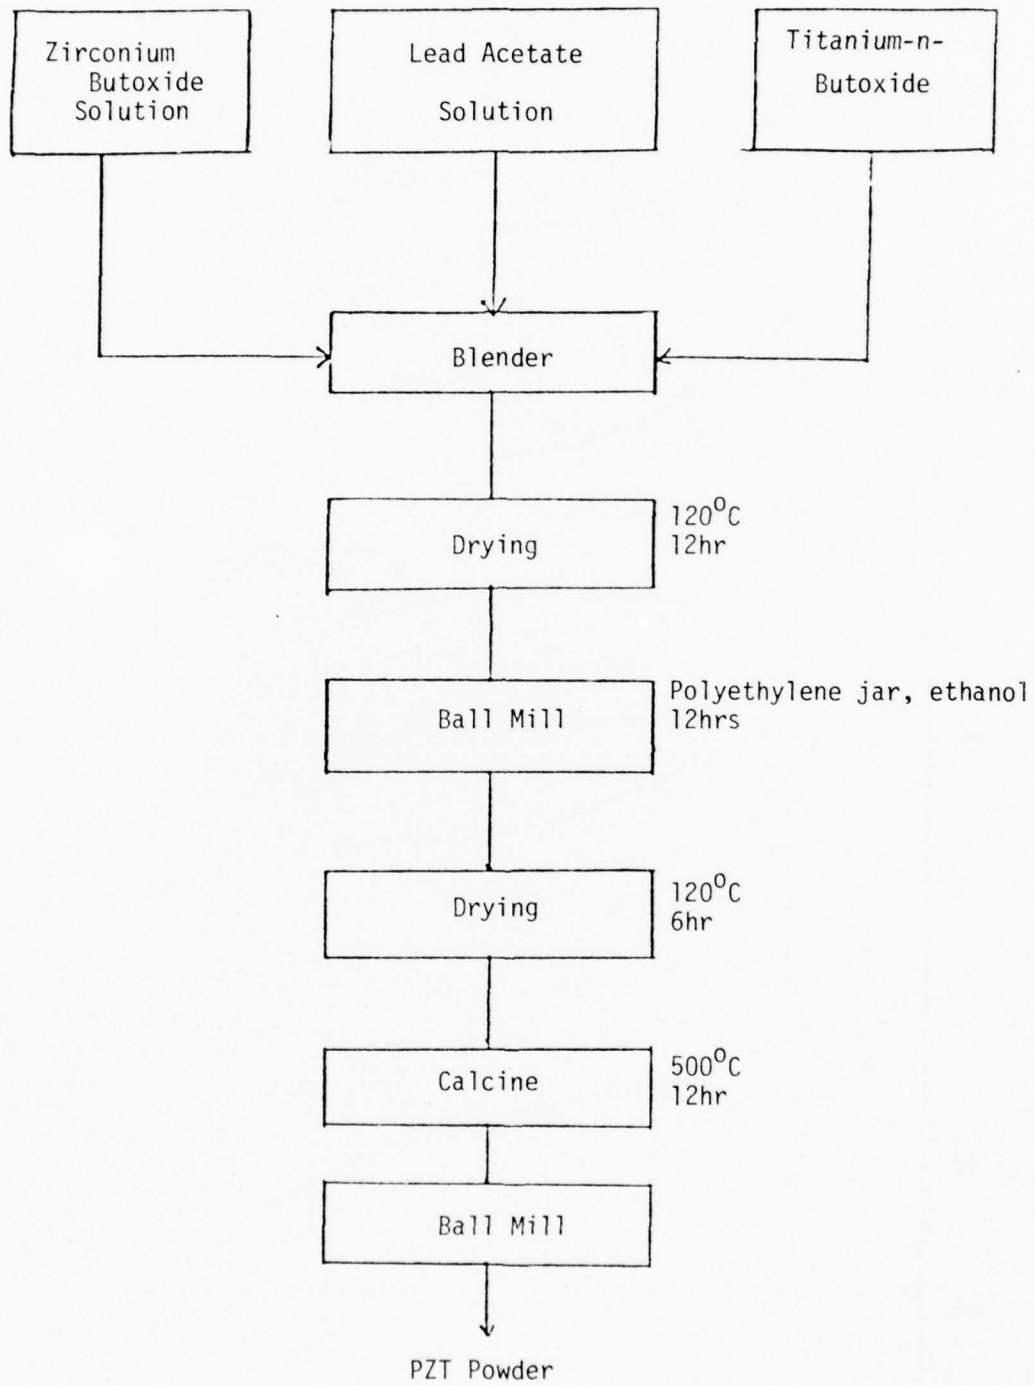 Zirconium
Butoxide
Solution
Lead Acetate
Solution
Titanium-n-
Butoxide
Blender
Drying
120°C
12hr
Ball Mill
Polyethylene jar, ethanol
12hrs
Drying
120°C
6hr
Calcine
500°C
12hr
Ball Mill
PZT Powder